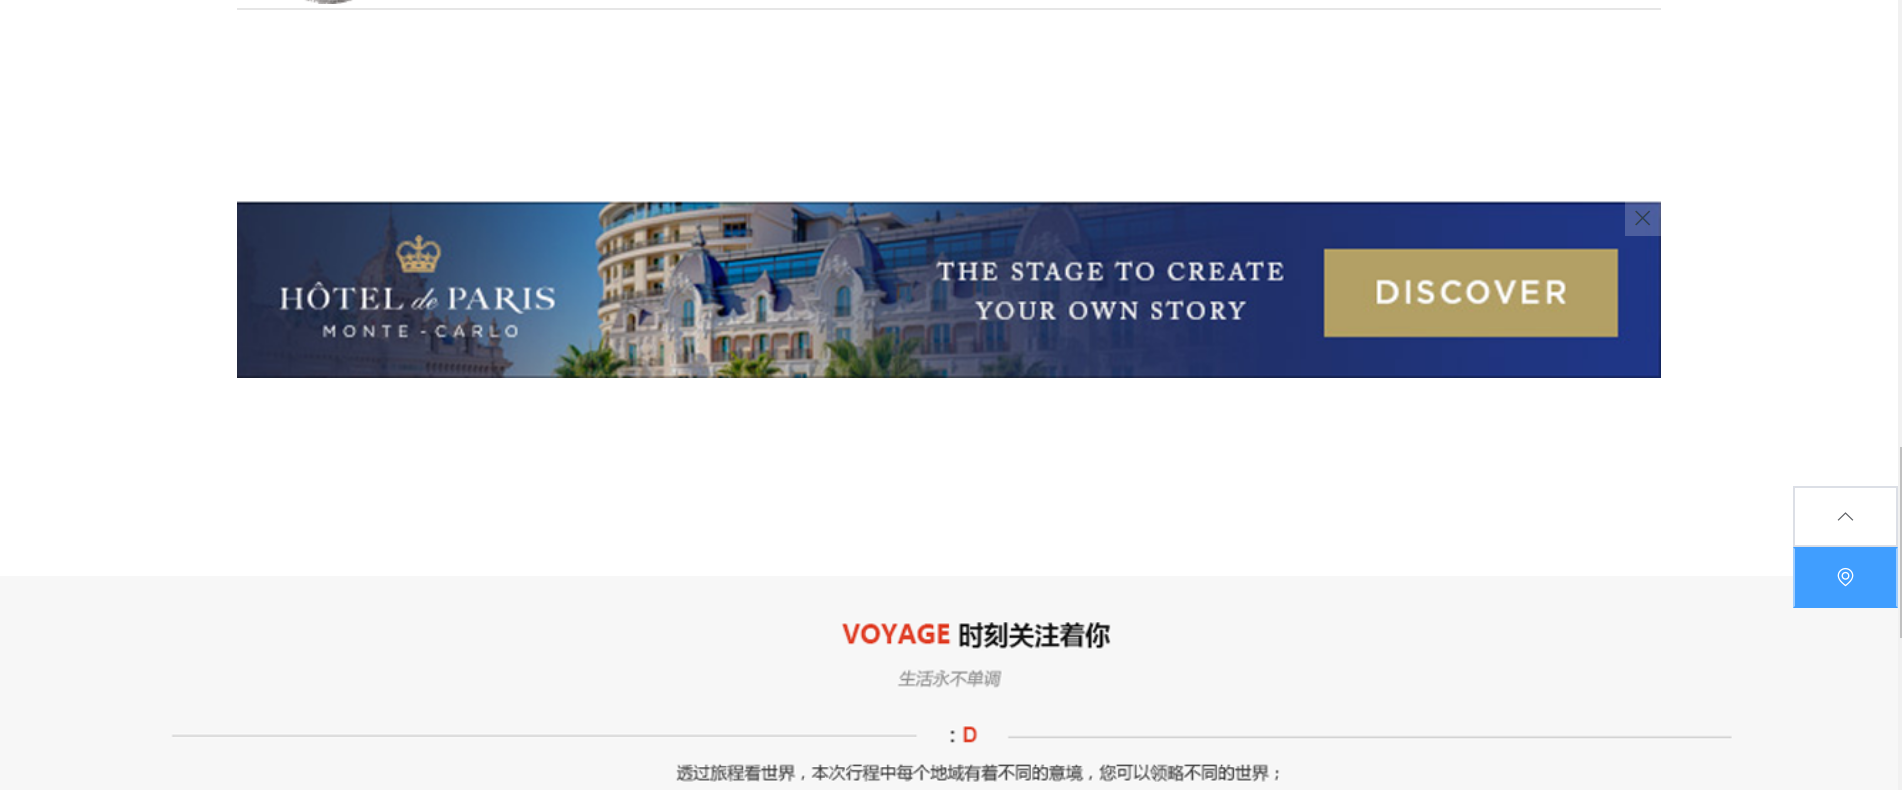 HÔTEL de PARIS
MONTE-CARLO
THE STAGE TO CREATE
YOUR OWN STORY
DISCOVER
VOYAGE 时刻关注着你
生活永不单调
: D
透过旅程看世界，本次行程中每个地域有着不同的意境，您可以领略不同的世界；